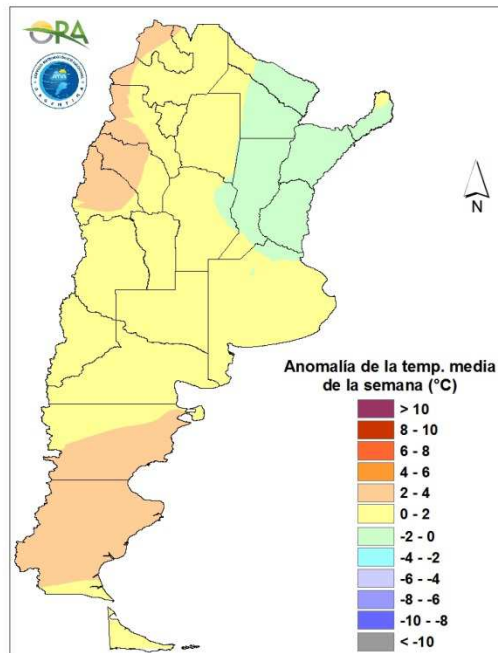 ORA
N
Anomalía de la temp. media
de la semana (°C)
> 10
8 - 10
6 - 8
4 - 6
2 - 4
0 - 2
-2 - 0
-4 - -2
-6 - -4
-8 - -6
-10 - -8
< -10